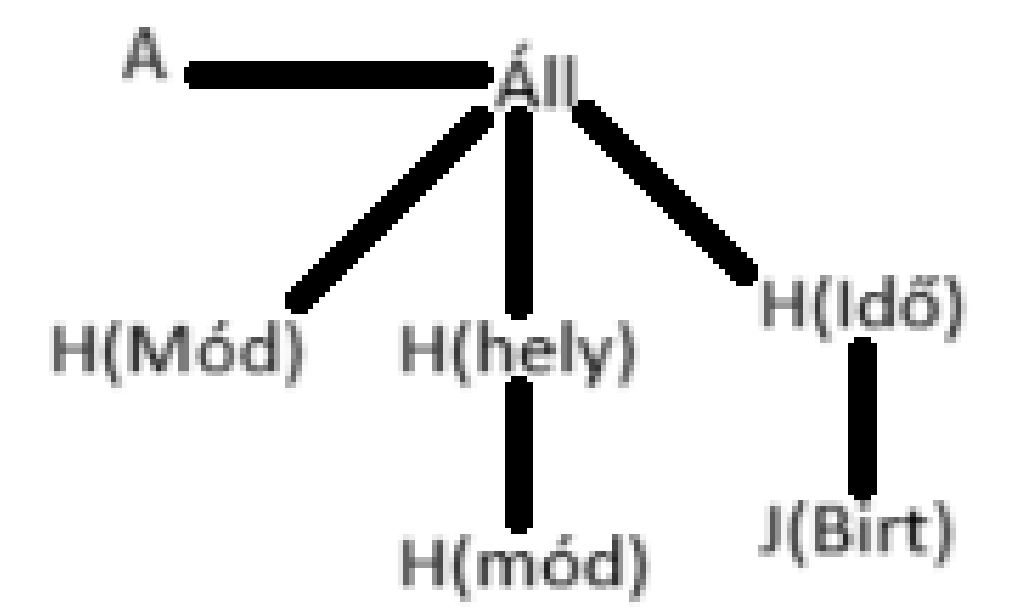 A
Áll
H(Mód)
H(hely)
H(Idő)
H(mód)
J(Birt)